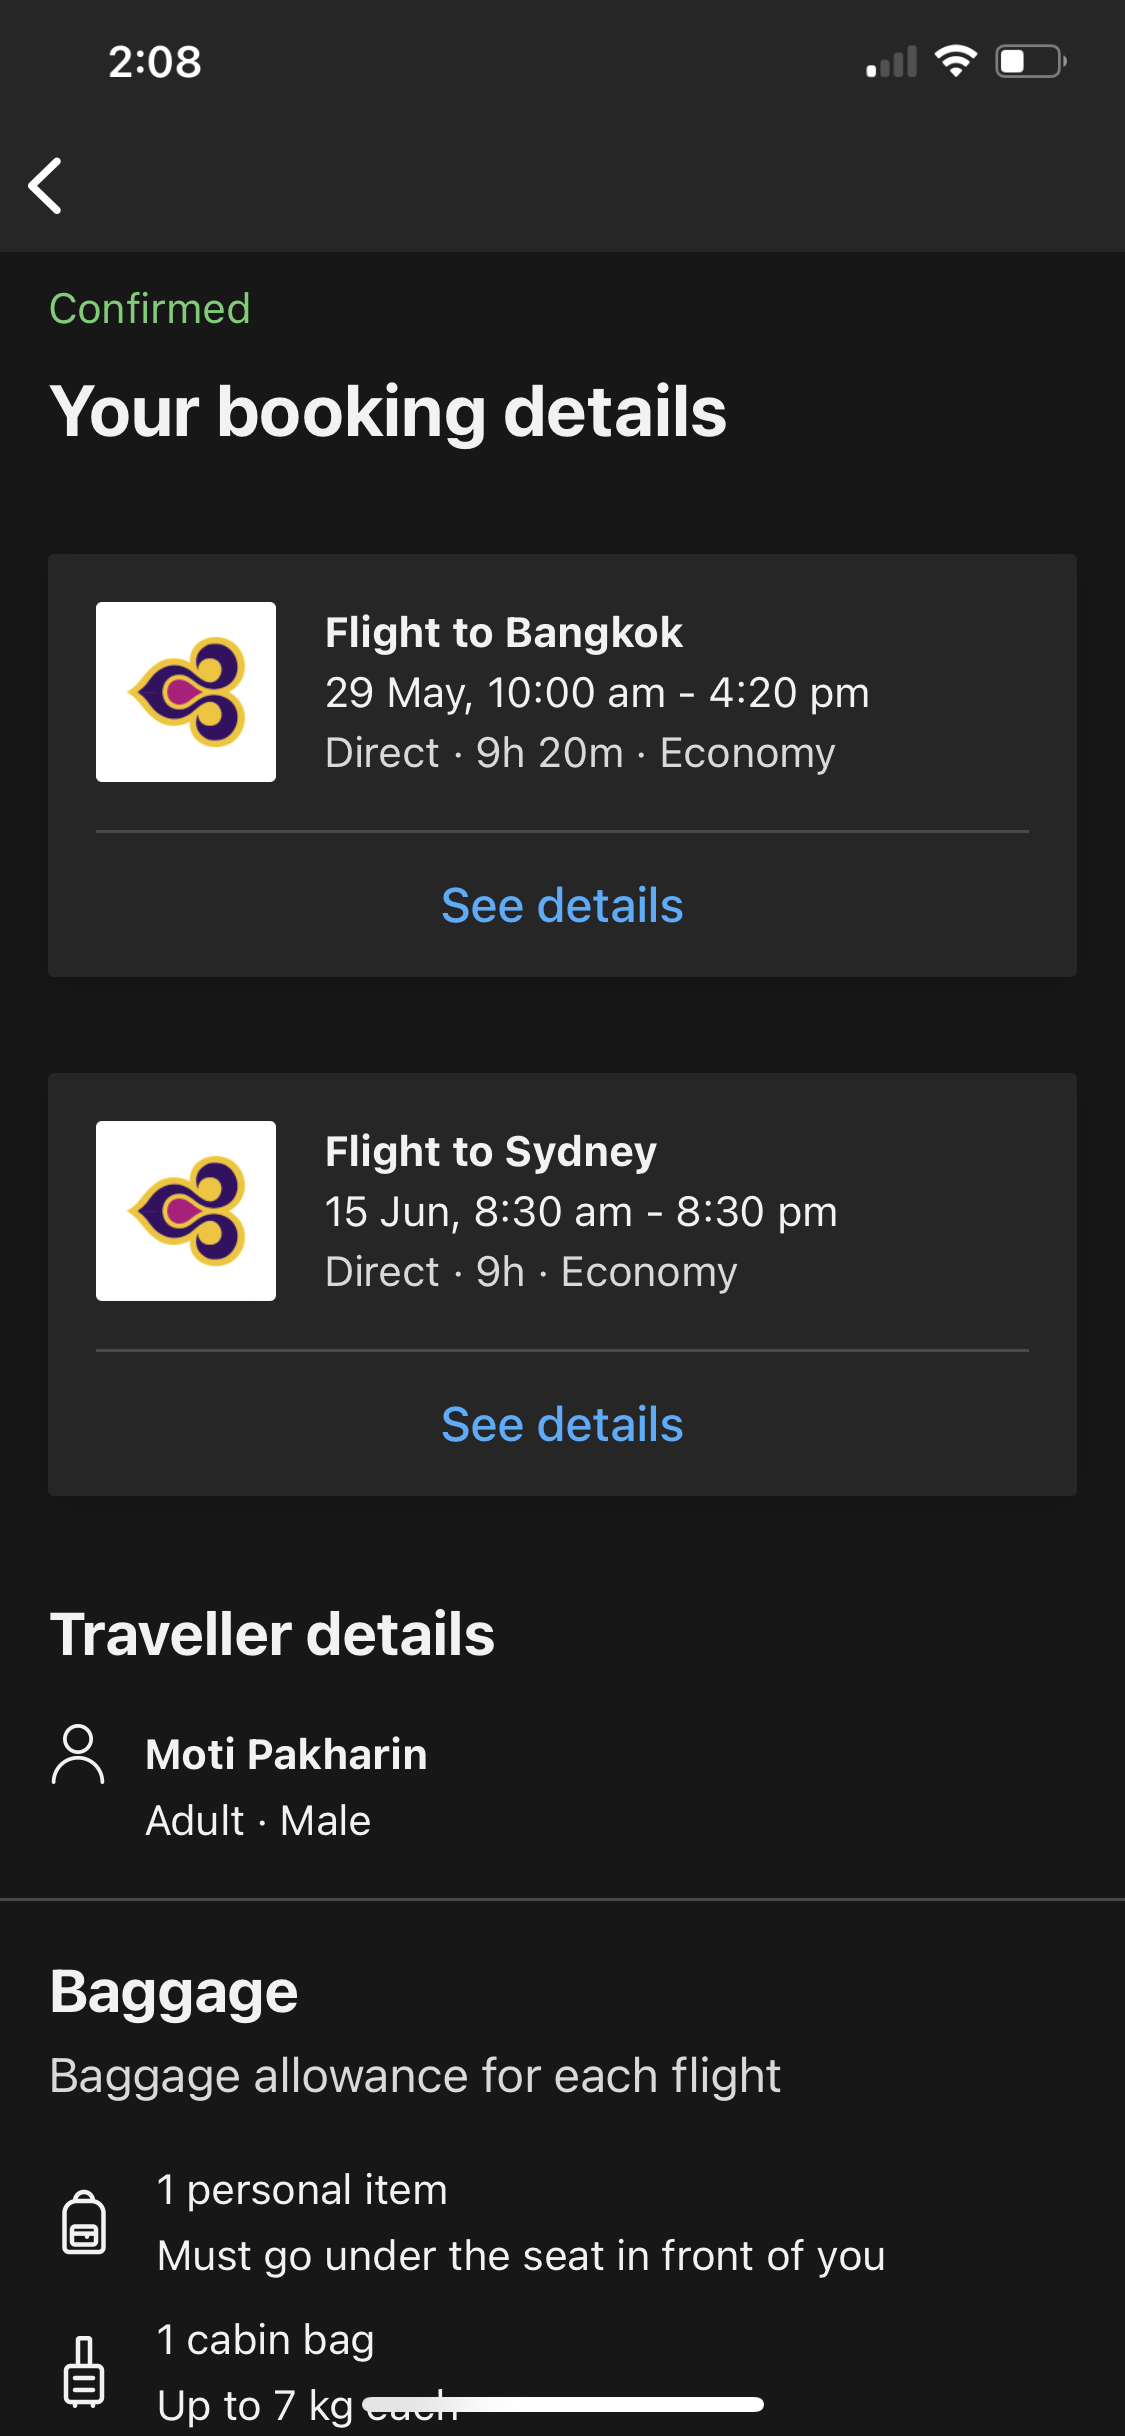 2:08
Confirmed
Your booking details
Flight to Bangkok
29 May, 10:00 am - 4:20 pm
Direct · 9h 20m · Economy
See details
Flight to Sydney
15 Jun, 8:30 am - 8:30 pm
Direct · 9h · Economy
See details
Traveller details
Moti Pakharin
Adult · Male
Baggage
Baggage allowance for each flight
1 personal item
Must go under the seat in front of you
1 cabin bag
Up to 7 kg each